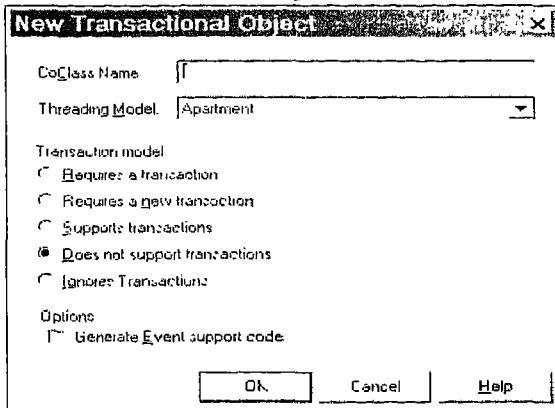 New Transactional Object
CoClass Name
Threading Model. Apartment
Transaction model
Requires a transaction
Requires a new transaction
Supports transactions
Does not support transactions
Ignores Transactions
Options
Generate Event support code
OK Cancel Help